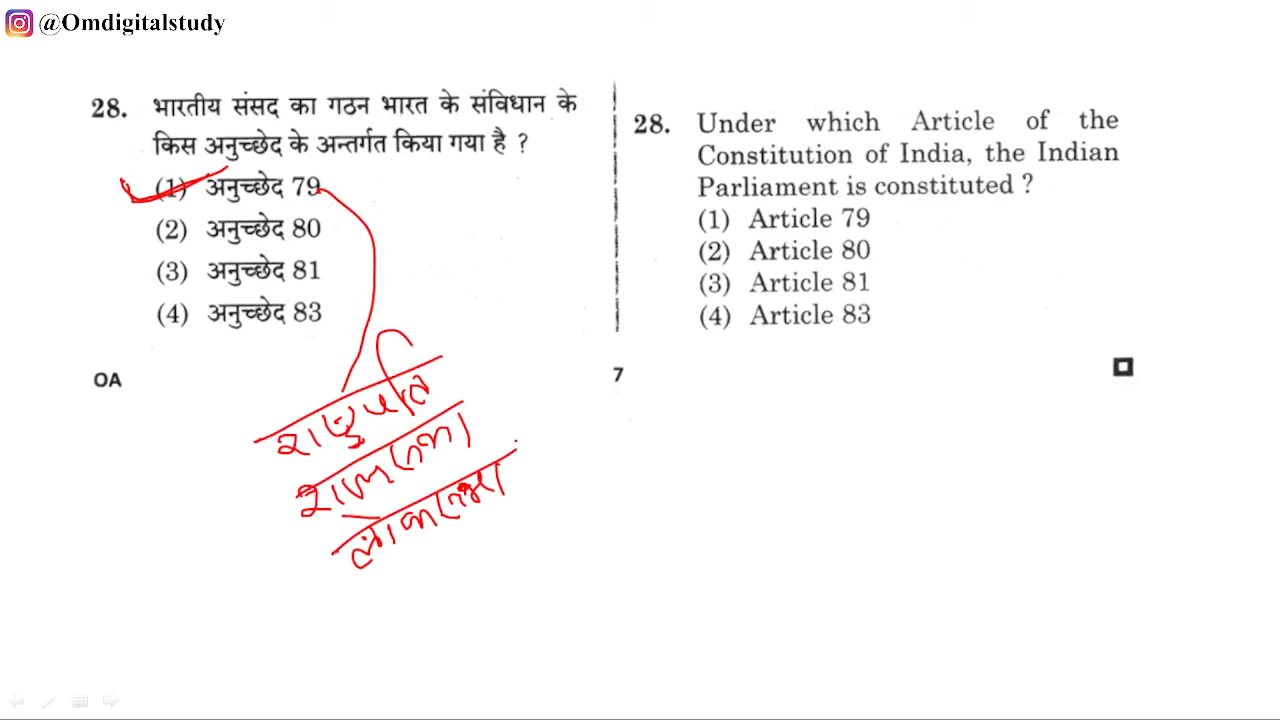 @Omdigitalstudy
28. भारतीय संसद का गठन भारत के संविधान के
किस अनुच्छेद के अन्तर्गत किया गया है ?
(1) अनुच्छेद 79
(2) अनुच्छेद 80
(3) अनुच्छेद 81
(4) अनुच्छेद 83
28. Under which Article of the
Constitution of India, the Indian
Parliament is constituted ?
(1) Article 79
(2) Article 80
(3) Article 81
(4) Article 83
राष्ट्रपति
राज्यसभा
लोकसभा
OA
7